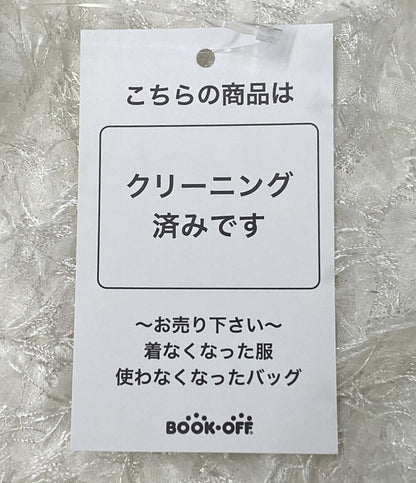 こちらの商品は
クリーニング
済みです
～お売り下さい～
着なくなった服
使わなくなったバッグ
BOOK・OFF